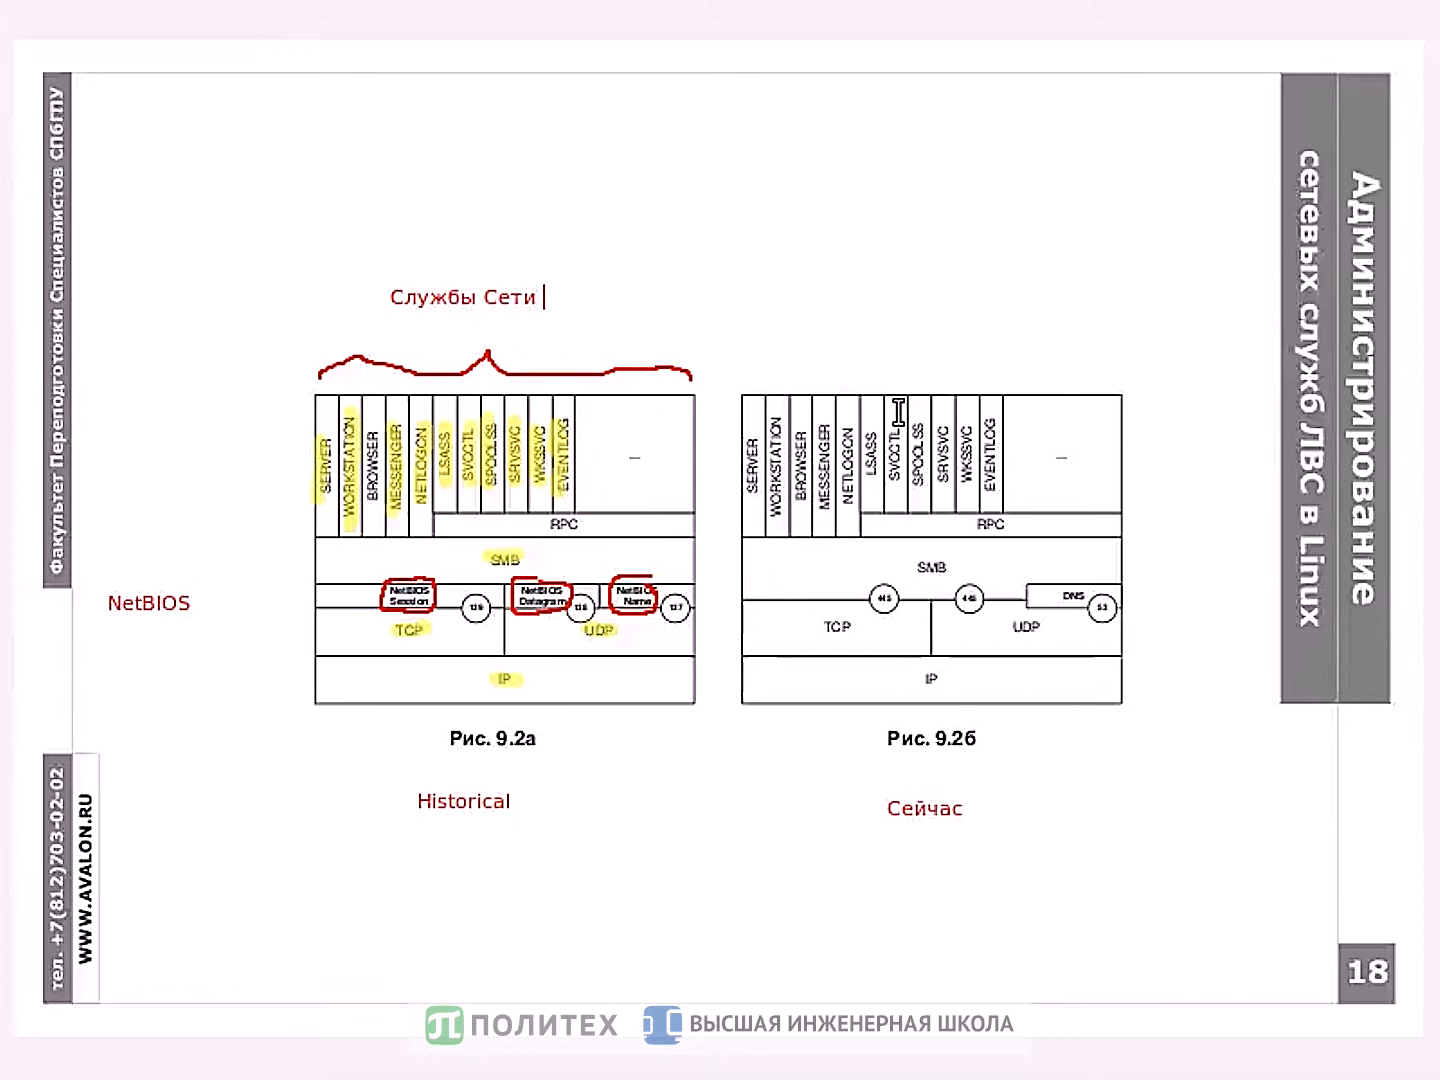 Факультет Переподготовки Специалистов СПбГПУ
тел. +7(812)703-02-02
WWW.AVALON.RU
Администрирование
сетевых служб ЛВС в Linux
18
Службы Сети
NetBIOS
SERVER
WORKSTATION
BROWSER
MESSENGER
NETLOGON
LSASS
SVCCTL
SPOOLSS
SRVSVC
WKSSVC
EVENTLOG
—
RPC
SMB
NetBIOS
Session
139
NetBIOS
Datagram
138
NetBIOS
Name
137
TCP
UDP
IP
Рис. 9.2а
Historical
SERVER
WORKSTATION
BROWSER
MESSENGER
NETLOGON
LSASS
SVCCTL
SPOOLSS
SRVSVC
WKSSVC
EVENTLOG
—
RPC
SMB
445
445
DNS
53
TCP
UDP
IP
Рис. 9.2б
Сейчас
ПОЛИТЕХ
ВЫСШАЯ ИНЖЕНЕРНАЯ ШКОЛА